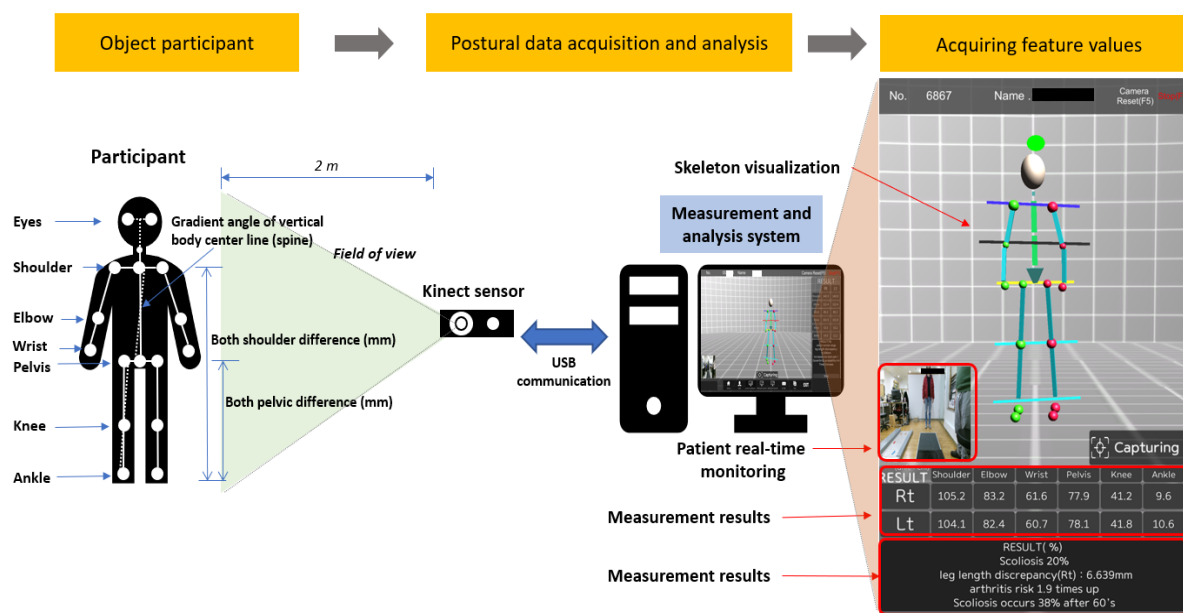 Object participant
Postural data acquisition and analysis
Acquiring feature values
Participant
2 m
Eyes
Gradient angle of vertical
body center line (spine)
Field of view
Shoulder
Kinect sensor
Elbow
Wrist
Both shoulder difference (mm)
Pelvis
Both pelvic difference (mm)
Knee
Ankle
USB
communication
Measurement and
analysis system
No. Name
RESULT
Capturing
Skeleton visualization
Patient real-time
monitoring
Measurement results
Measurement results
No. 6867 Name . Camera
Reset(F5)
Capturing
RESULT Shoulder Elbow Wrist Pelvis Knee Ankle
Rt 105.2 83.2 61.6 77.9 41.2 9.6
Lt 104.1 82.4 60.7 78.1 41.8 10.6
RESULT( %)
Scoliosis 20%
leg length discrepancy(Rt) : 6.639mm
arthritis risk 1.9 times up
Scoliosis occurs 38% after 60's